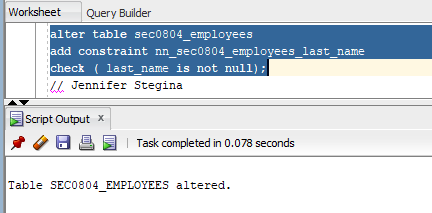 Worksheet Query Builder
alter table sec0804_employees
add constraint nn_sec0804_employees_last_name
check ( last_name is not null);
// Jennifer Stegina
Script Output x
Task completed in 0.078 seconds
Table SEC0804_EMPLOYEES altered.